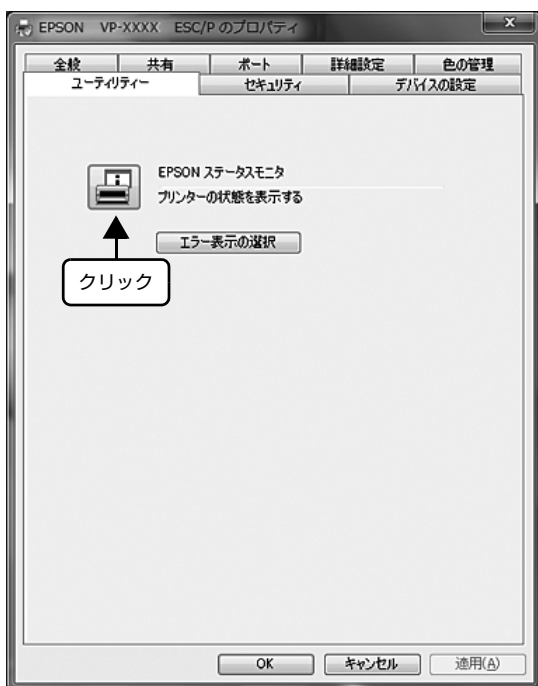 EPSON VP-XXXX ESC/P のプロパティ
全般 共有 ポート 詳細設定 色の管理
ユーティリティー セキュリティ デバイスの設定
EPSON ステータスモニタ
プリンターの状態を表示する
エラー表示の選択
クリック
OK キャンセル 適用(A)